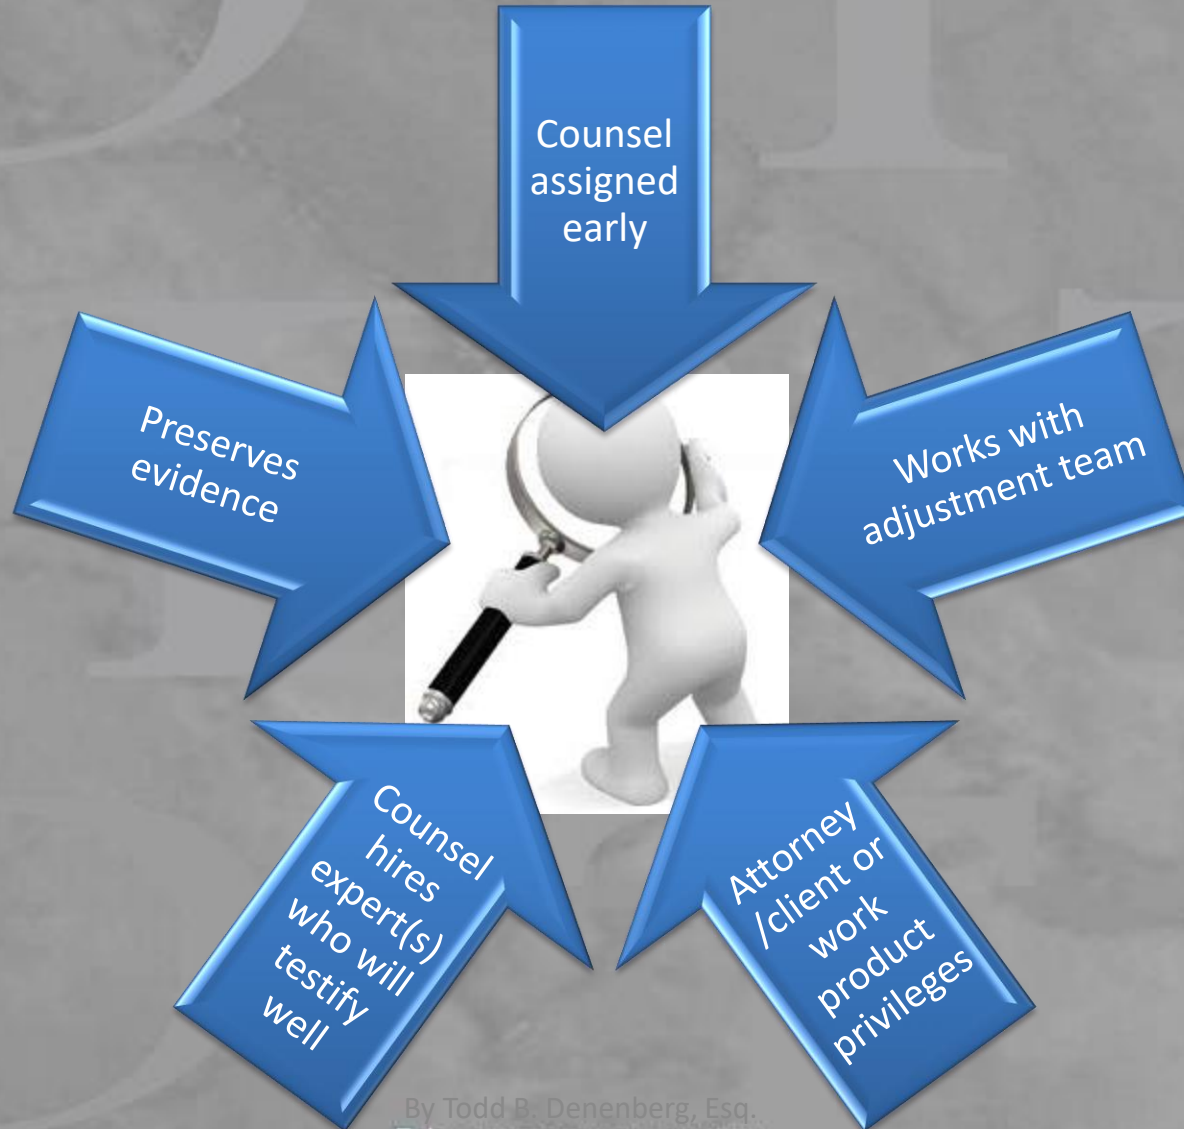 Counsel
assigned
early
Works with
adjustment team
Attorney
/client or
work
product
privileges
Counsel
hires
expert(s)
who will
testify
well
Preserves
evidence
By Todd B. Denenberg, Esq.